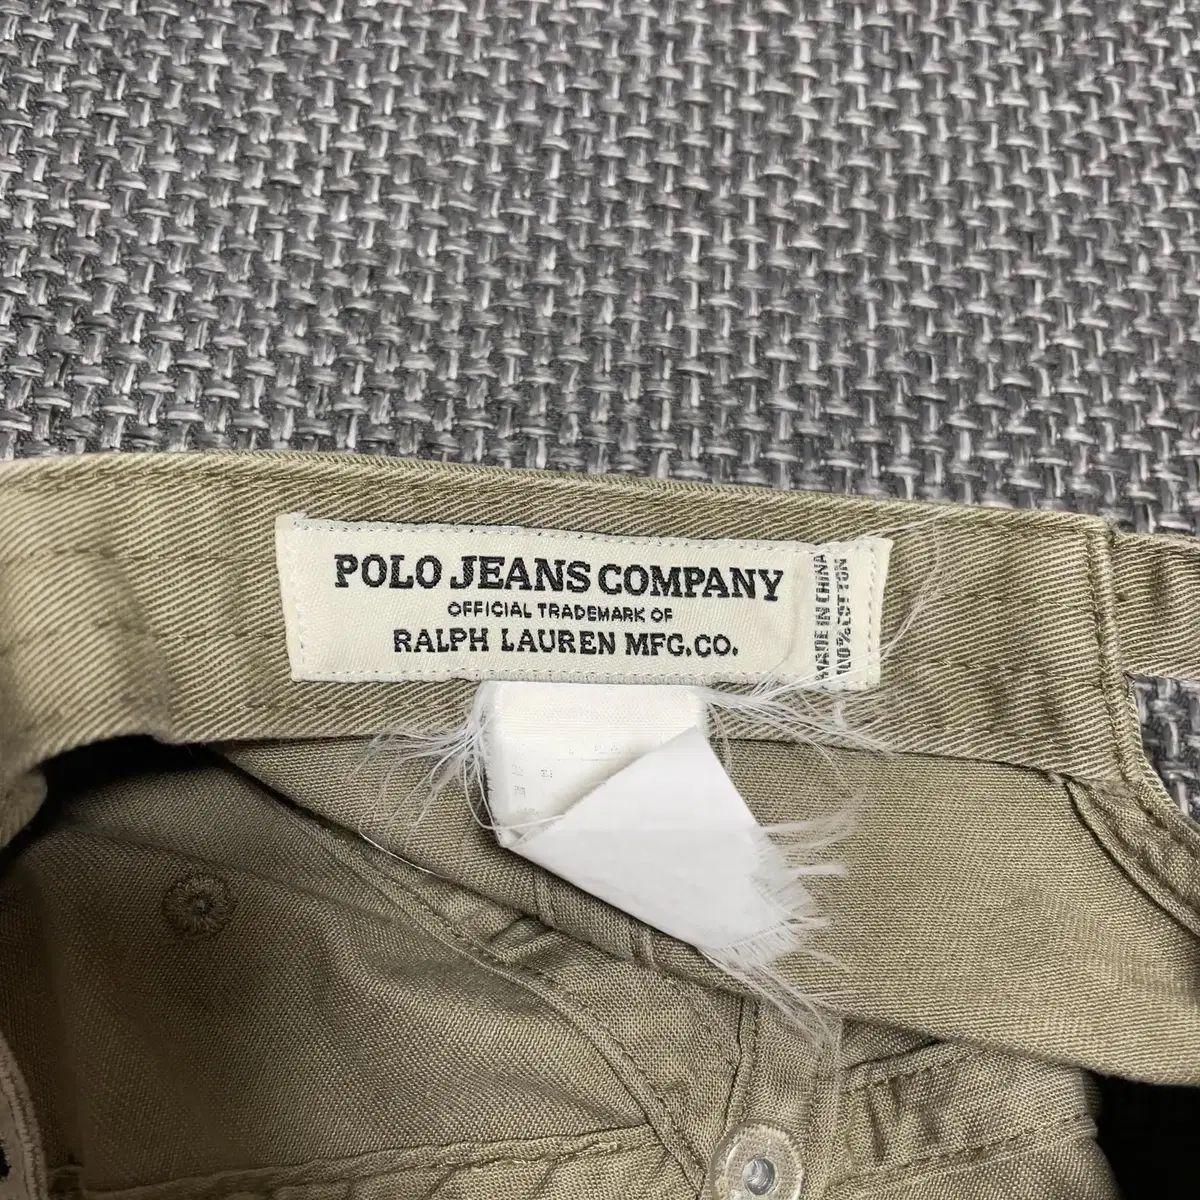 POLO JEANS COMPANY
OFFICIAL TRADEMARK OF
RALPH LAUREN MFG.CO.
MADE IN CHINA
100% COTTON